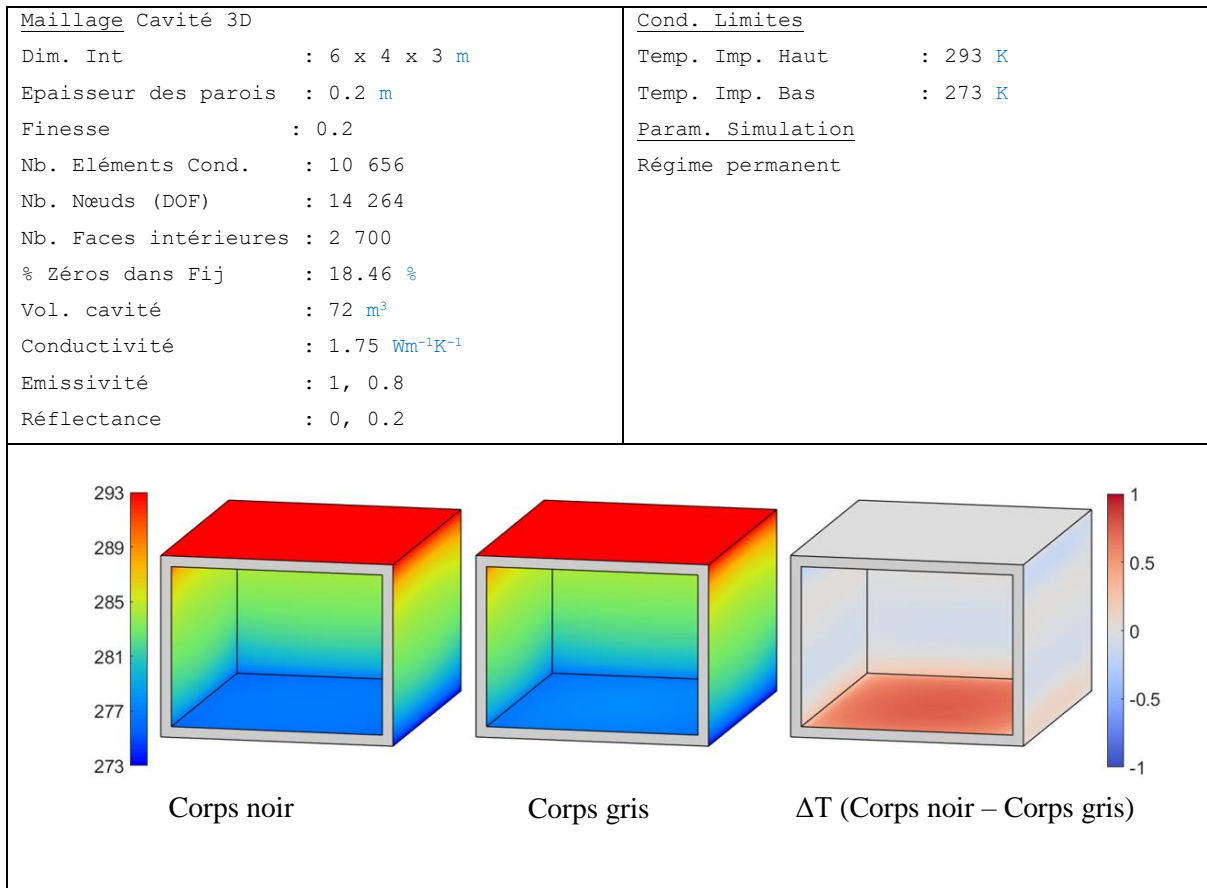 Maillage Cavité 3D
Dim. Int : 6 x 4 x 3 m
Epaisseur des parois : 0.2 m
Finesse : 0.2
Nb. Eléments Cond. : 10 656
Nb. Nœuds (DOF) : 14 264
Nb. Faces intérieures : 2 700
% Zéros dans Fij : 18.46 %
Vol. cavité : 72 m³
Conductivité : 1.75 Wm⁻¹K⁻¹
Emissivité : 1, 0.8
Réflectance : 0, 0.2
Cond. Limites
Temp. Imp. Haut : 293 K
Temp. Imp. Bas : 273 K
Param. Simulation
Régime permanent
293
289
285
281
277
273
1
0.5
0
-0.5
-1
Corps noir
Corps gris
ΔT (Corps noir – Corps gris)